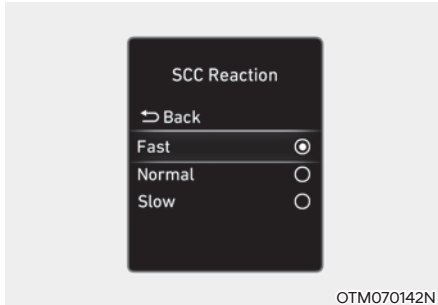 SCC Reaction
Back
Fast
Normal
Slow
OTM070142N